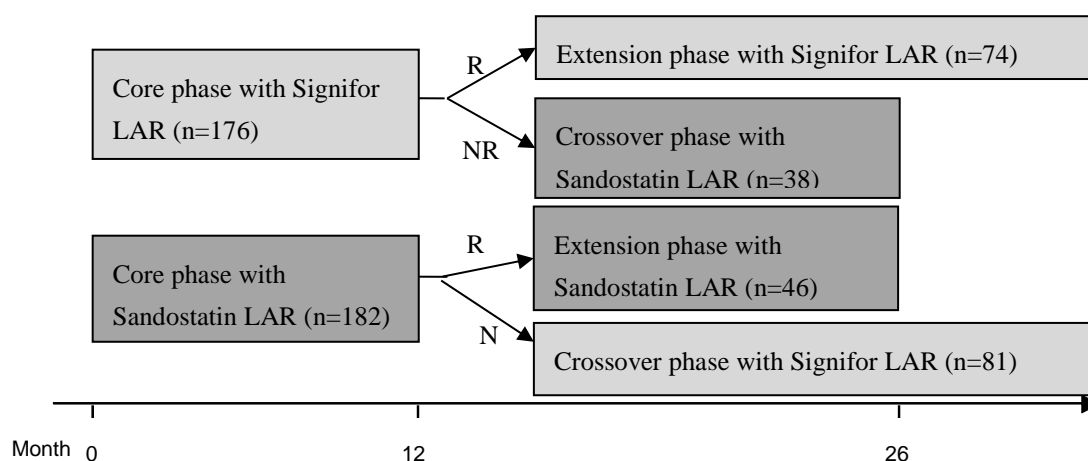 Core phase with Signifor
LAR (n=176)
R
NR
Extension phase with Signifor LAR (n=74)
Crossover phase with
Sandostatin LAR (n=38)
Core phase with
Sandostatin LAR (n=182)
R
N
Extension phase with
Sandostatin LAR (n=46)
Crossover phase with Signifor LAR (n=81)
Month 0 12 26